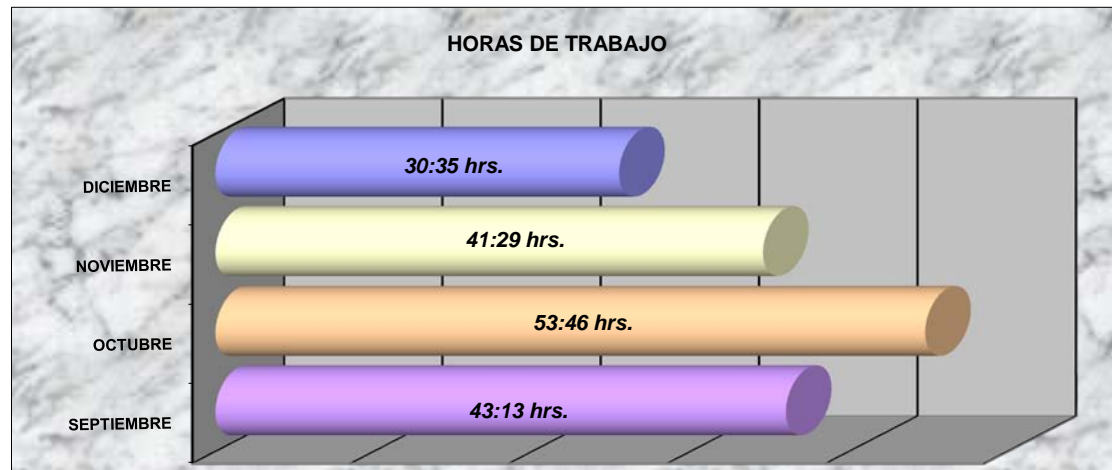 HORAS DE TRABAJO
DICIEMBRE
30:35 hrs.
NOVIEMBRE
41:29 hrs.
OCTUBRE
53:46 hrs.
SEPTIEMBRE
43:13 hrs.